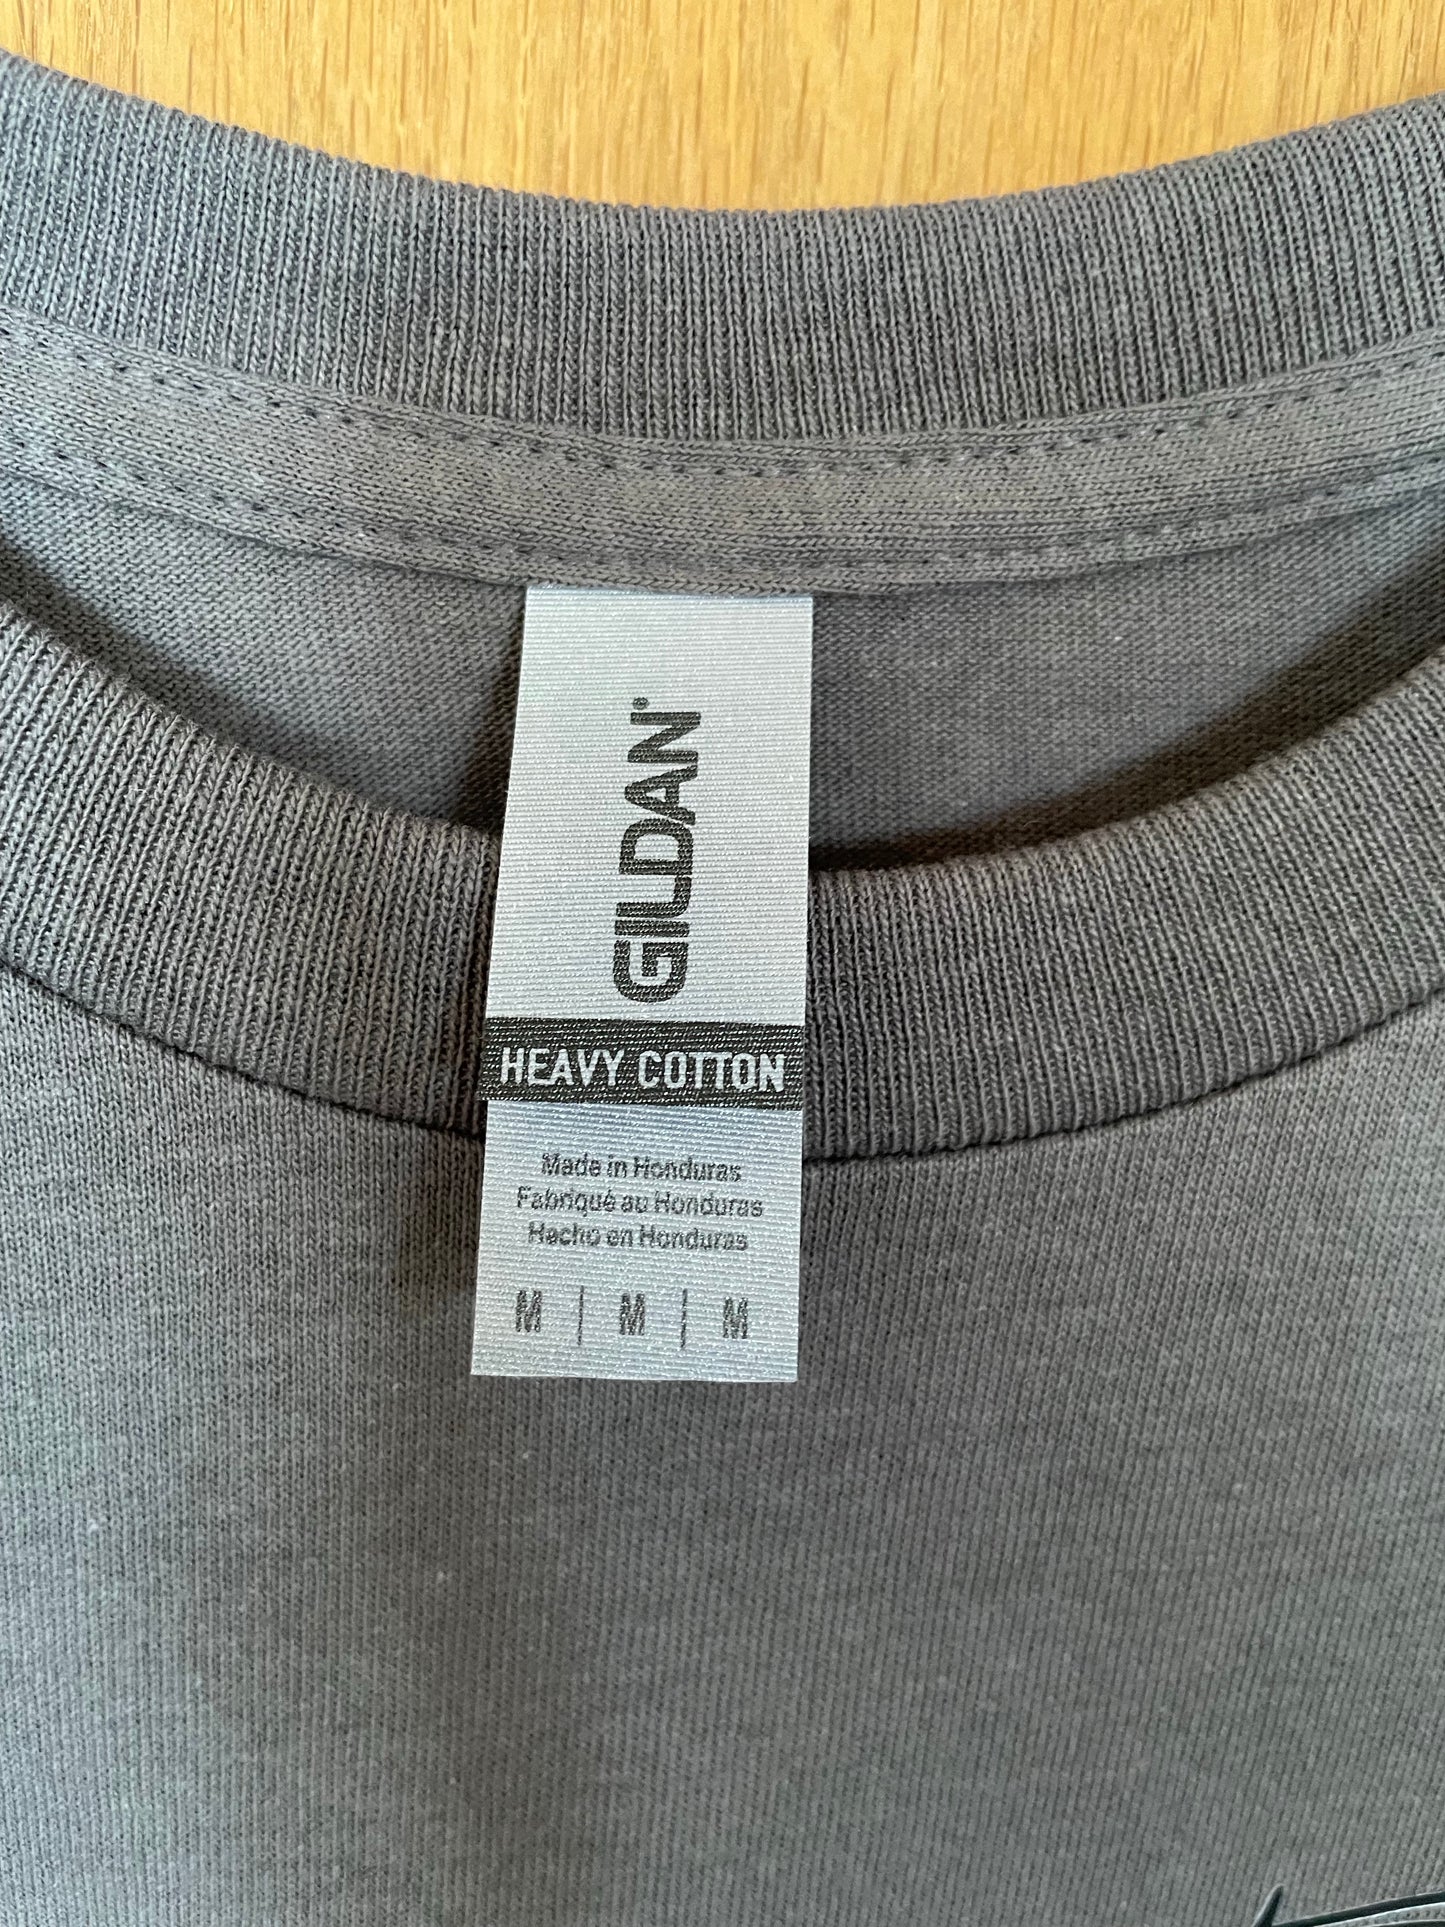 GILDAN®
HEAVY COTTON
Made in Honduras
Fabriqué au Honduras
Hecho en Honduras
M | M | M